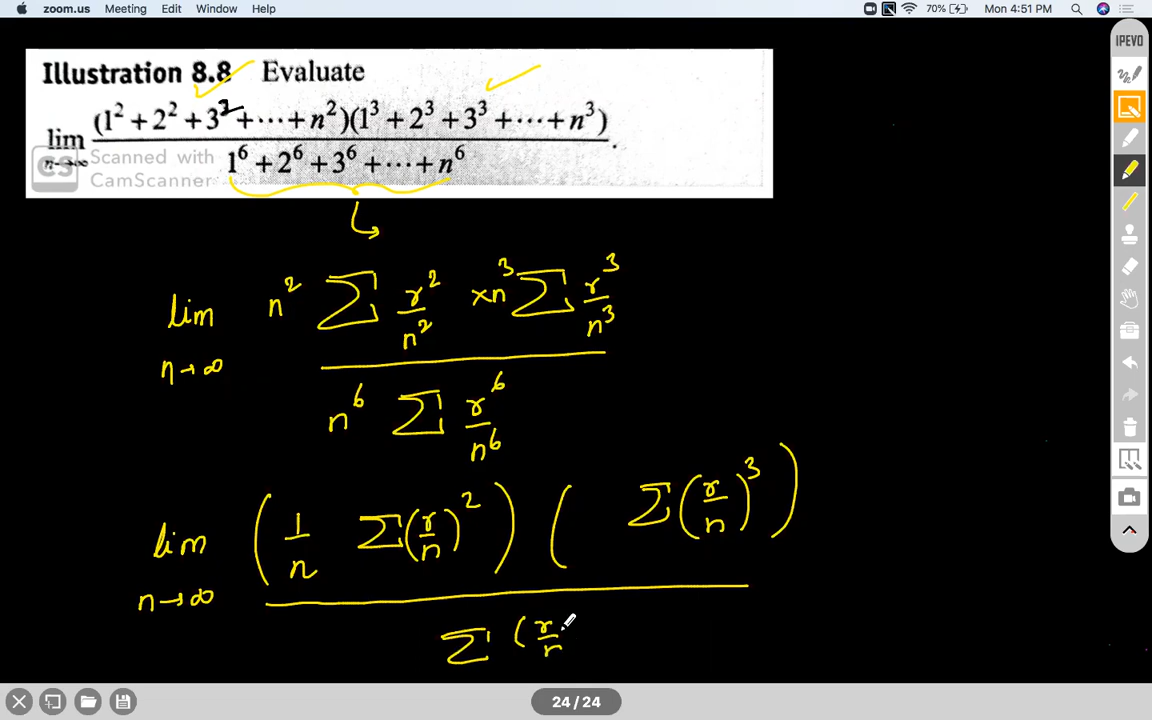 zoom.us Meeting Edit Window Help 70% Mon 4:51 PM
IPEVO
Illustration 8.8 Evaluate
lim n→∞ (1² + 2² + 3² + ⋯ + n²)(1³ + 2³ + 3³ + ⋯ + n³) / 1⁶ + 2⁶ + 3⁶ + ⋯ + n⁶ .
CS Scanned with
CamScanner
lim n→∞ n² Σ r²/n² × n³ Σ r³/n³ / n⁶ Σ r⁶/n⁶
lim n→∞ (1/n Σ (r/n)²) ( Σ (r/n)³) / Σ (r/n
24 / 24